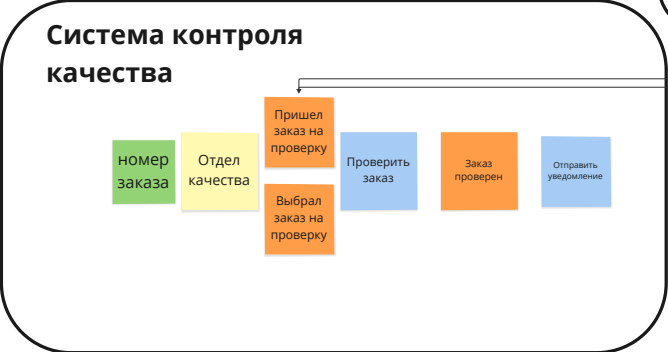 Система контроля
качества
номер
заказа
Отдел
качества
Пришел
заказ на
проверку
Выбрал
заказ на
проверку
Проверить
заказ
Заказ
проверен
Отправить
уведомление